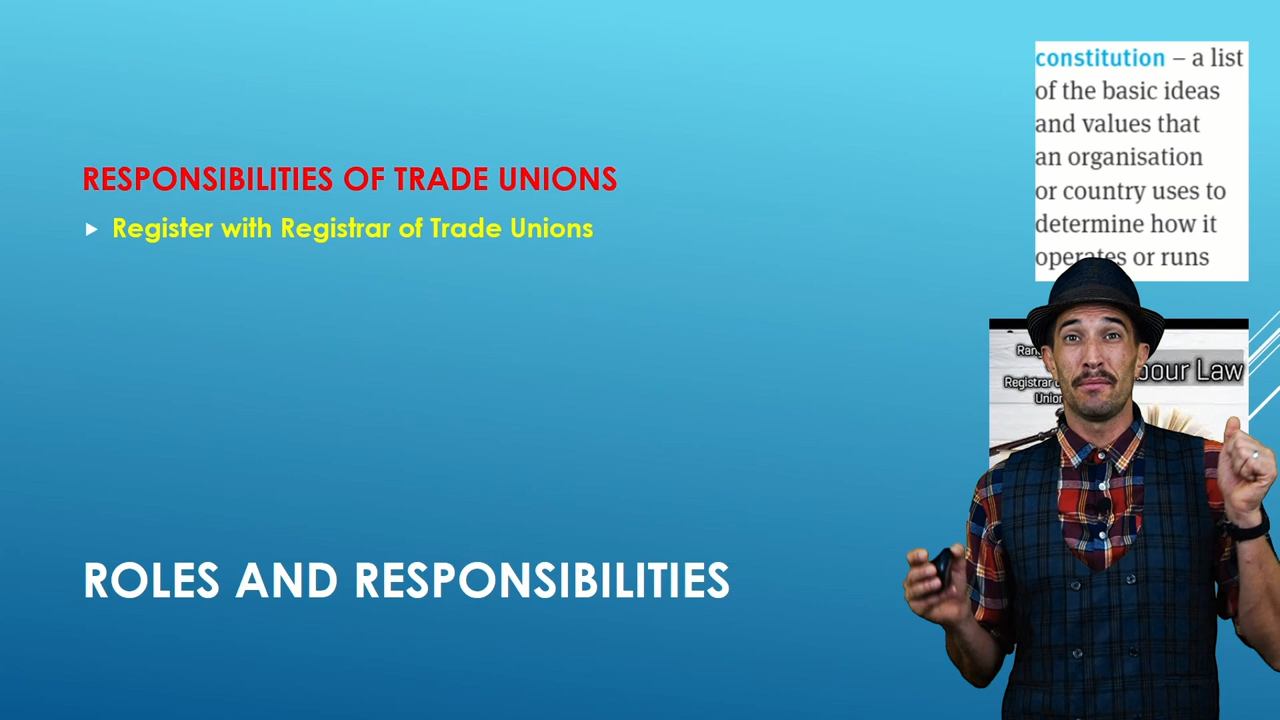 RESPONSIBILITIES OF TRADE UNIONS
Register with Registrar of Trade Unions
ROLES AND RESPONSIBILITIES
constitution – a list
of the basic ideas
and values that
an organisation
or country uses to
determine how it
operates or runs
Registrar
Law